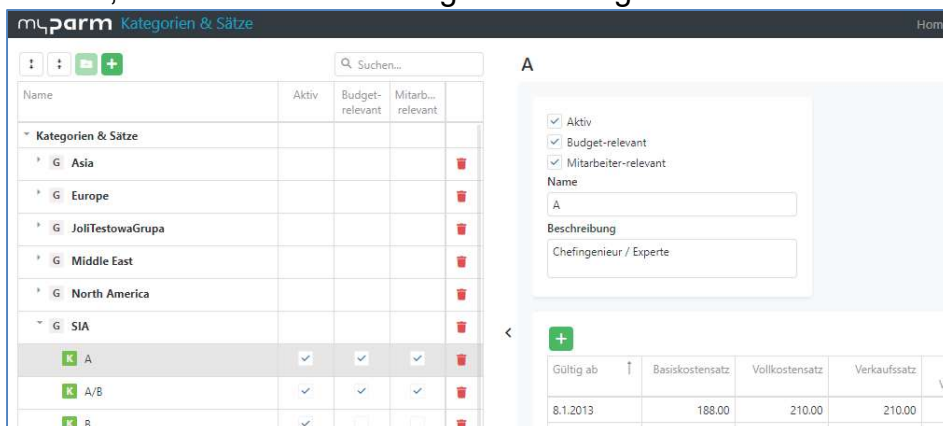 myparm Kategorien & Sätze
Suchen...
Name Aktiv Budget- Mitarb...
relevant relevant
Kategorien & Sätze
G Asia
G Europe
G JoliTestowaGrupa
G Middle East
G North America
G SIA
K A
K A/B
K B
A
Aktiv
Budget-relevant
Mitarbeiter-relevant
Name
A
Beschreibung
Chefingenieur / Experte
Gültig ab Basiskostensatz Vollkostensatz Verkaufssatz
8.1.2013 188.00 210.00 210.00